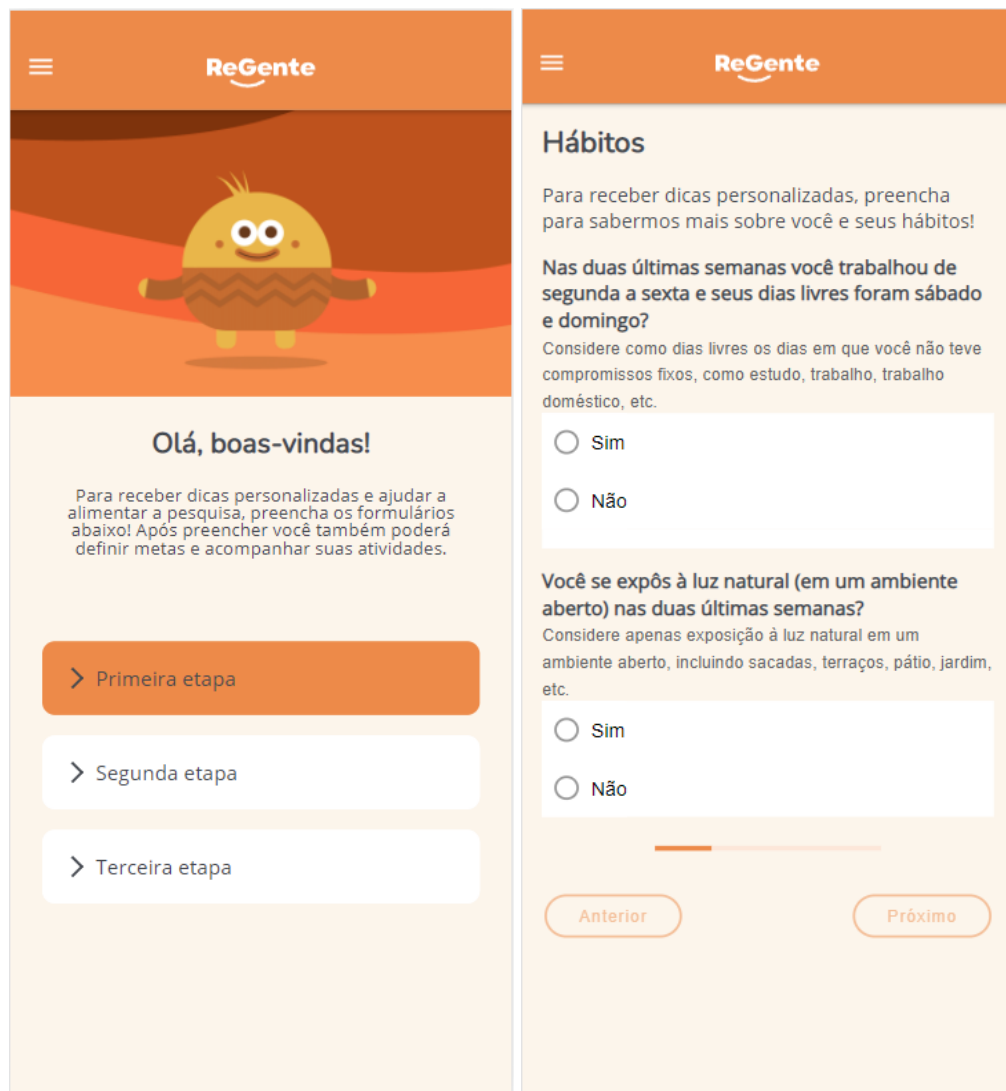 ReGente
Olá, boas-vindas!
Para receber dicas personalizadas e ajudar a
alimentar a pesquisa, preencha os formulários
abaixo! Após preencher você também poderá
definir metas e acompanhar suas atividades.
Primeira etapa
Segunda etapa
Terceira etapa
ReGente
Hábitos
Para receber dicas personalizadas, preencha
para sabermos mais sobre você e seus hábitos!
Nas duas últimas semanas você trabalhou de
segunda a sexta e seus dias livres foram sábado
e domingo?
Considere como dias livres os dias em que você não teve
compromissos fixos, como estudo, trabalho, trabalho
doméstico, etc.
Sim
Não
Você se expôs à luz natural (em um ambiente
aberto) nas duas últimas semanas?
Considere apenas exposição à luz natural em um
ambiente aberto, incluindo sacadas, terraços, pátio, jardim,
etc.
Sim
Não
Anterior
Próximo